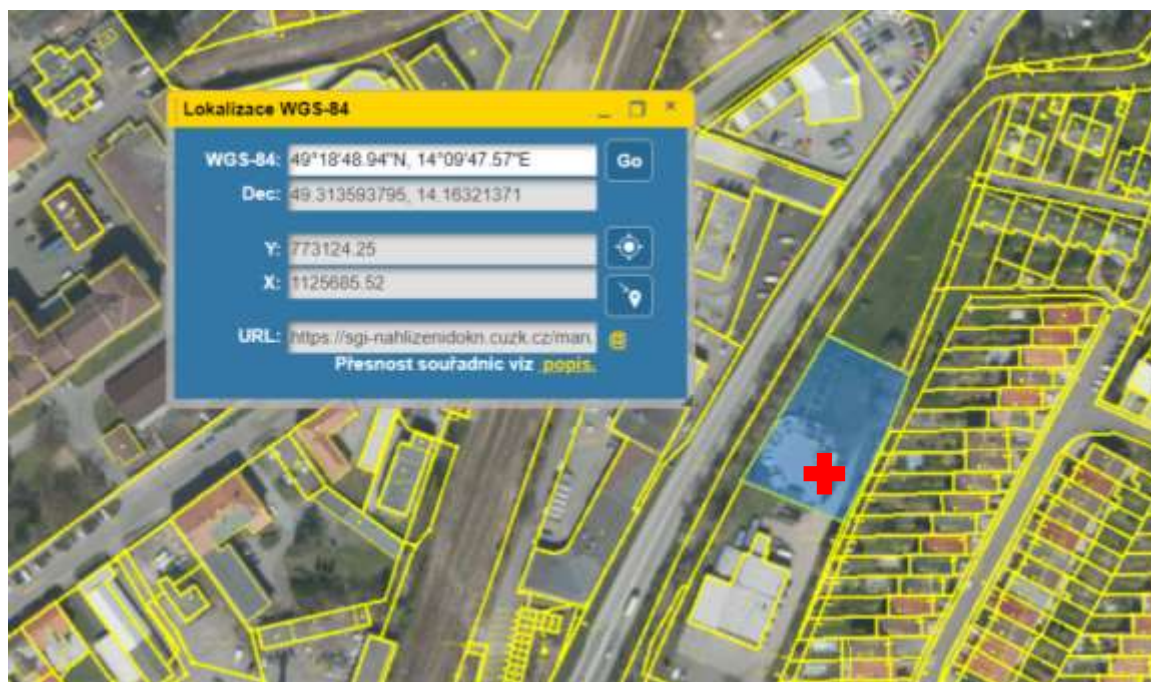 Lokalizace WGS-84
WGS-84: 49°18'48.94"N, 14°09'47.57"E Go
Dec: 49.313593795, 14.16321371
Y: 773124.25
X: 1125685.52
URL: https://sgi-nahlizenidokn.cuzk.cz/mar
Přesnost souřadnic viz popis.